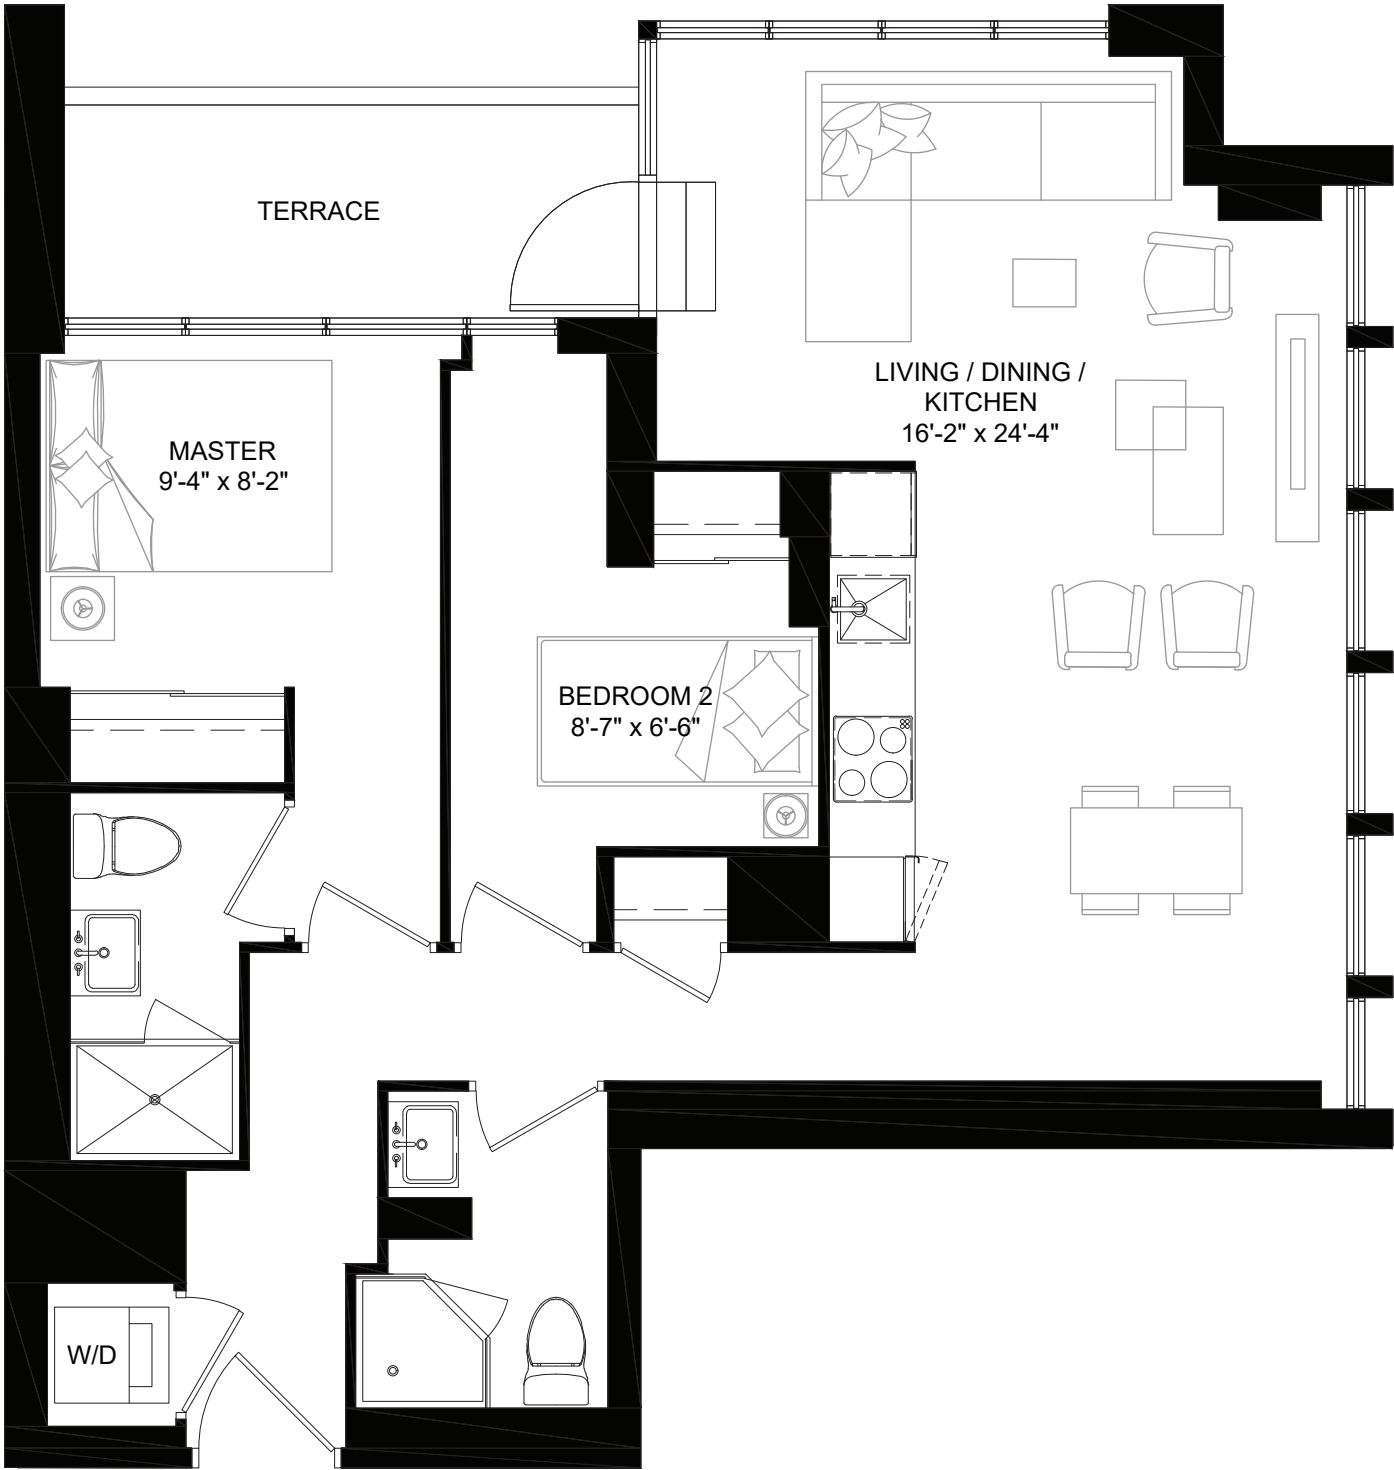 TERRACE
LIVING / DINING /
KITCHEN
16'-2" x 24'-4"
MASTER
9'-4" x 8'-2"
BEDROOM 2
8'-7" x 6'-6"
W/D